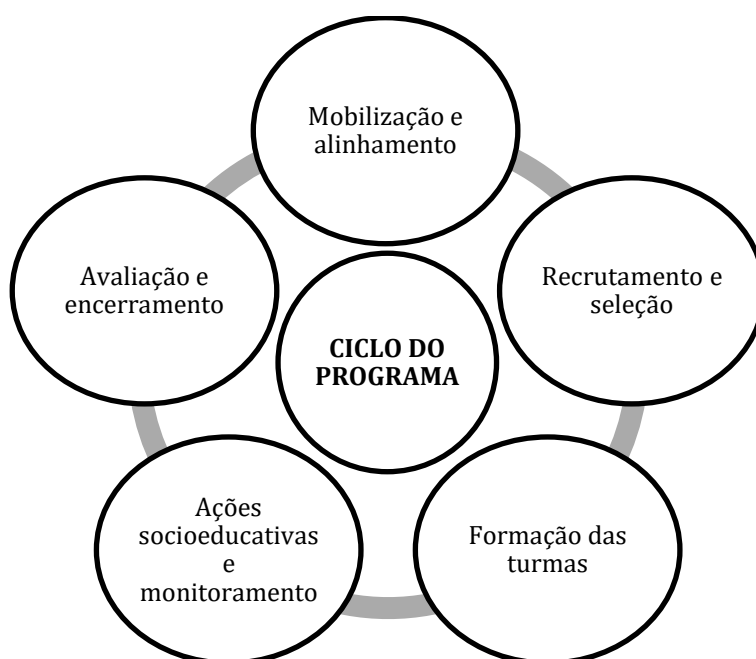 Mobilização e
alinhamento
Recrutamento e
seleção
Formação das
turmas
Ações
socioeducativas
e
monitoramento
Avaliação e
encerramento
CICLO DO
PROGRAMA